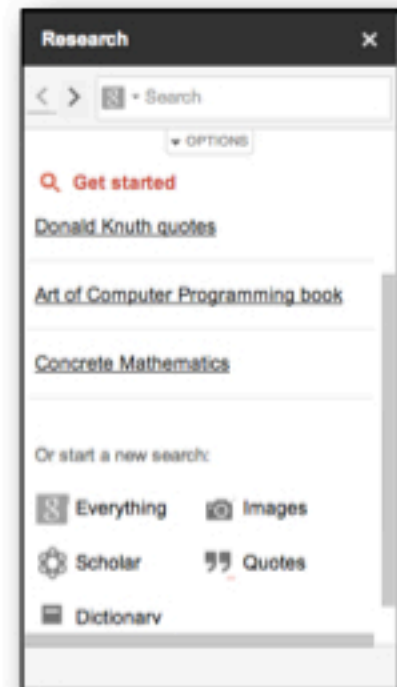 Research
Search
OPTIONS
Get started
Donald Knuth quotes
Art of Computer Programming book
Concrete Mathematics
Or start a new search:
Everything Images
Scholar Quotes
Dictionary